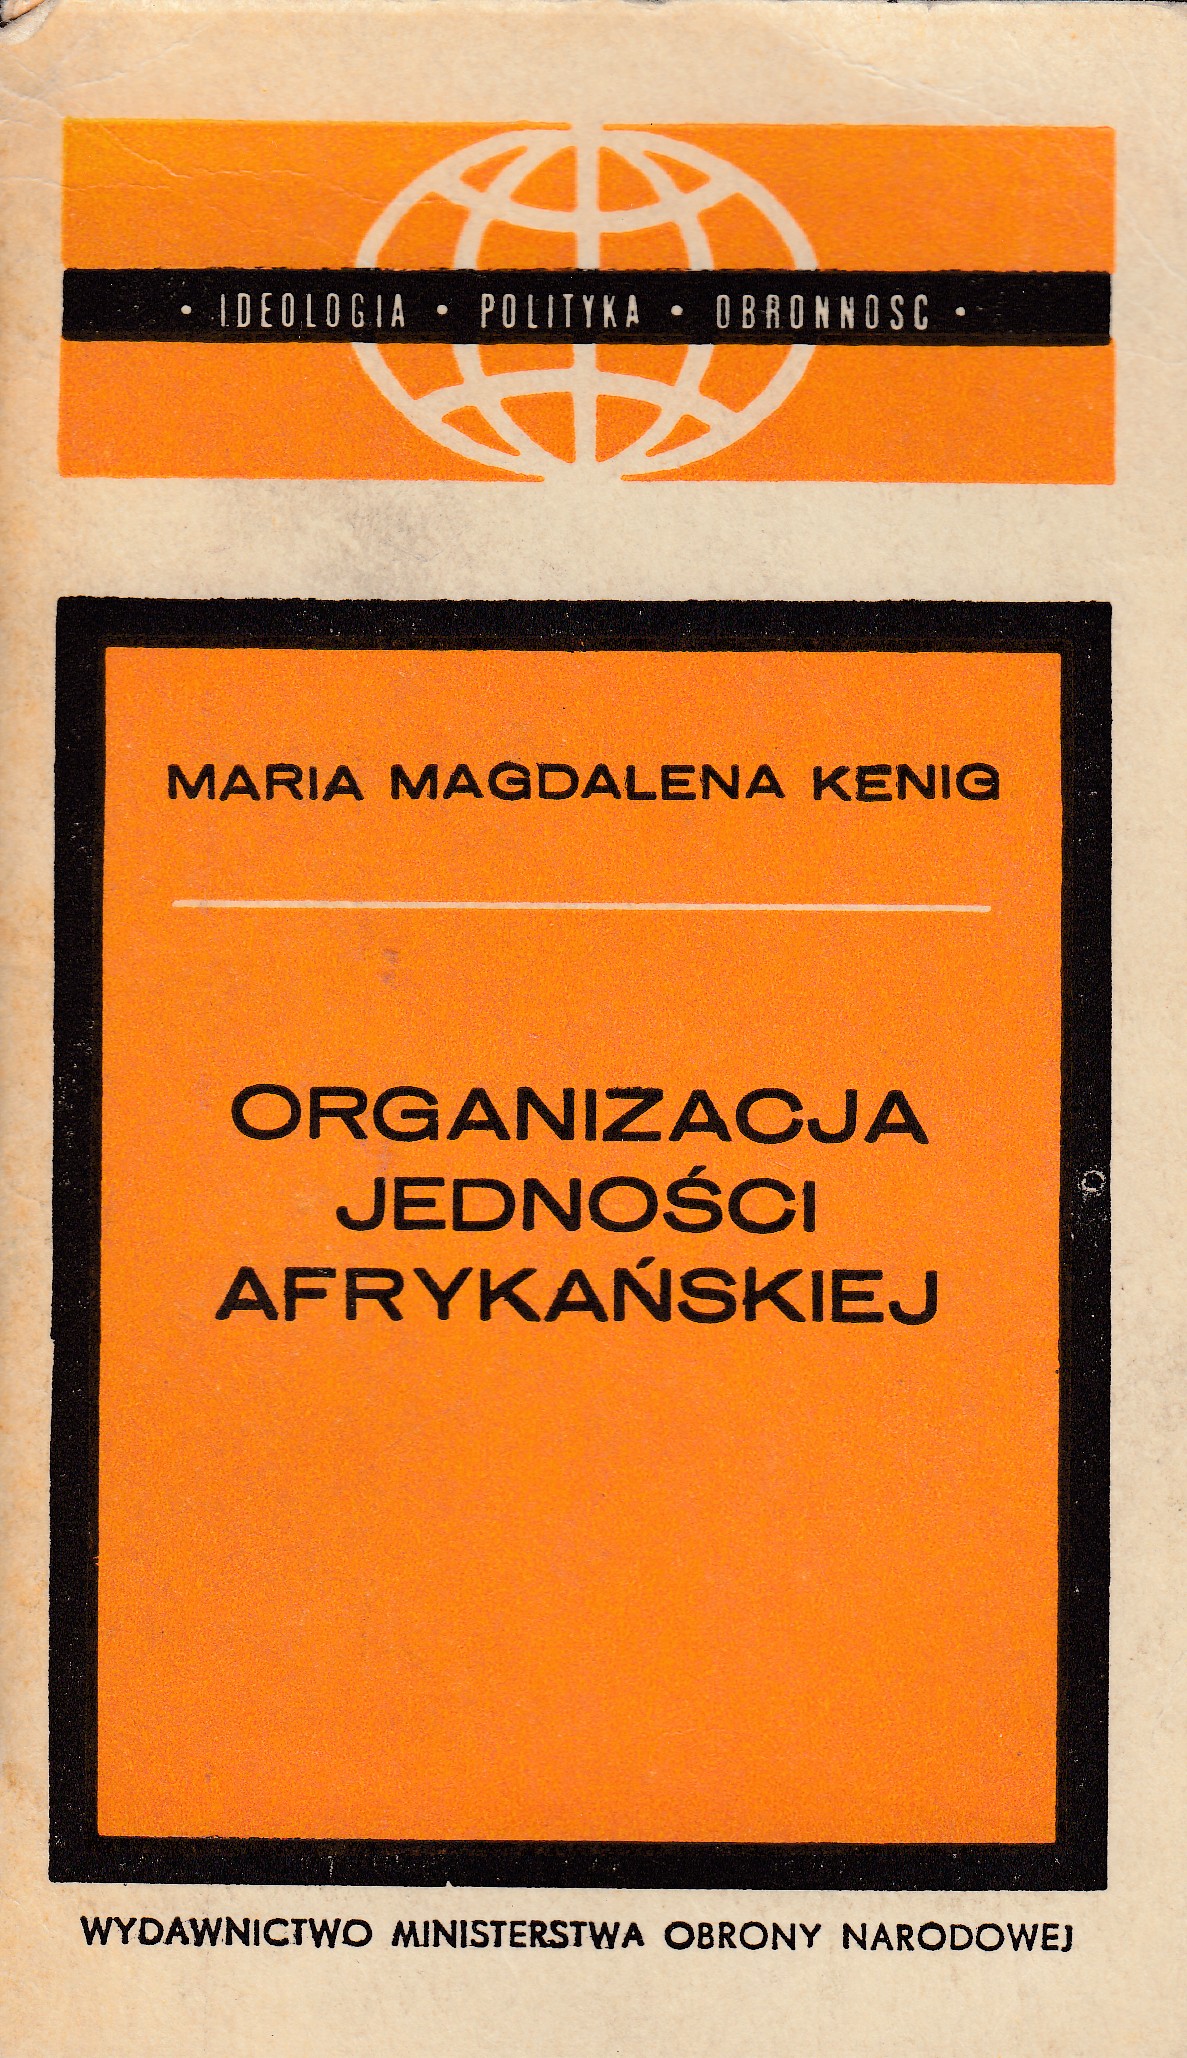 • IDEOLOGIA • POLITYKA • OBRONNOSC •
MARIA MAGDALENA KENIG
ORGANIZACJA
JEDNOŚCI
AFRYKAŃSKIEJ
WYDAWNICTWO MINISTERSTWA OBRONY NARODOWEJ